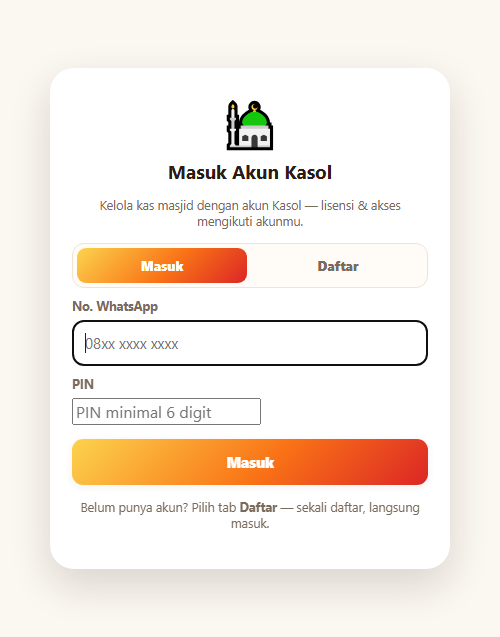 Masuk Akun Kasol
Kelola kas masjid dengan akun Kasol — lisensi & akses
mengikuti akunmu.
Masuk
Daftar
No. WhatsApp
08xx xxxx xxxx
PIN
PIN minimal 6 digit
Masuk
Belum punya akun? Pilih tab Daftar — sekali daftar, langsung
masuk.